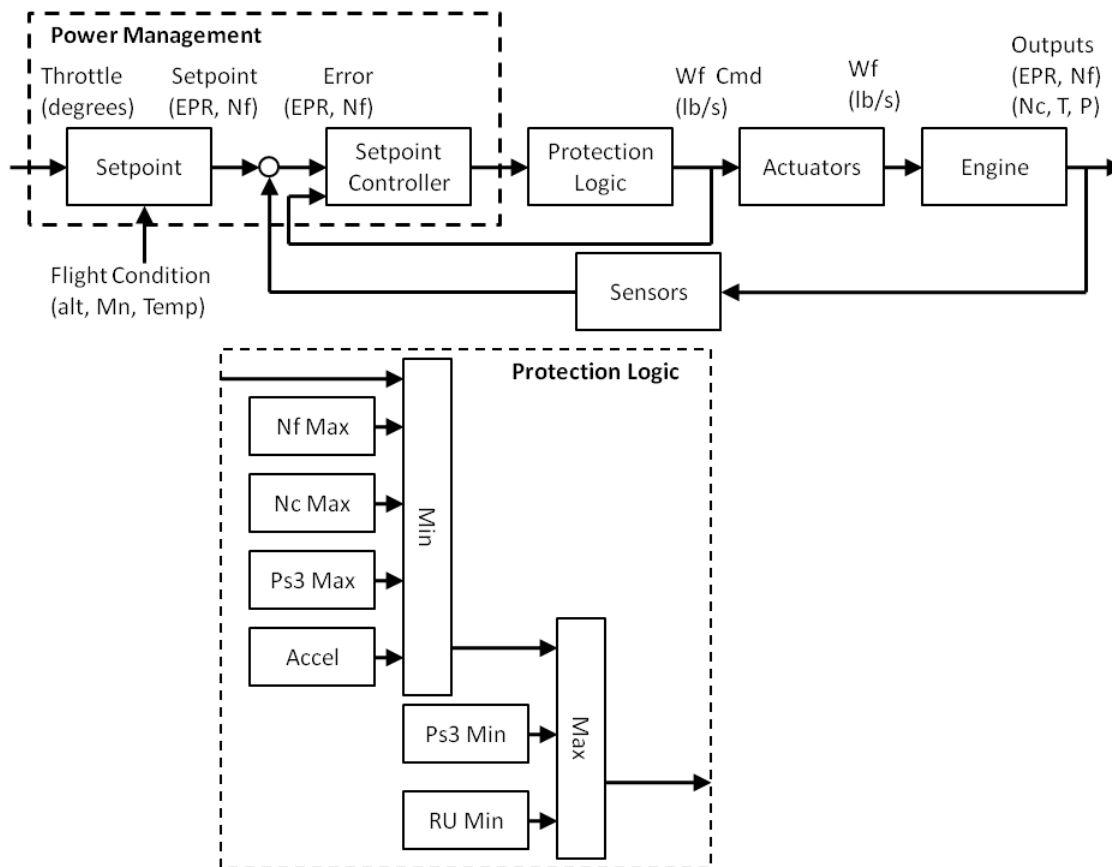 Power Management
Throttle
(degrees)
Setpoint
(EPR, Nf)
Error
(EPR, Nf)
Wf Cmd
(lb/s)
Wf
(lb/s)
Outputs
(EPR, Nf)
(Nc, T, P)
Setpoint
Setpoint
Controller
Protection
Logic
Actuators
Engine
Flight Condition
(alt, Mn, Temp)
Sensors
Protection Logic
Nf Max
Nc Max
Ps3 Max
Accel
Min
Ps3 Min
RU Min
Max